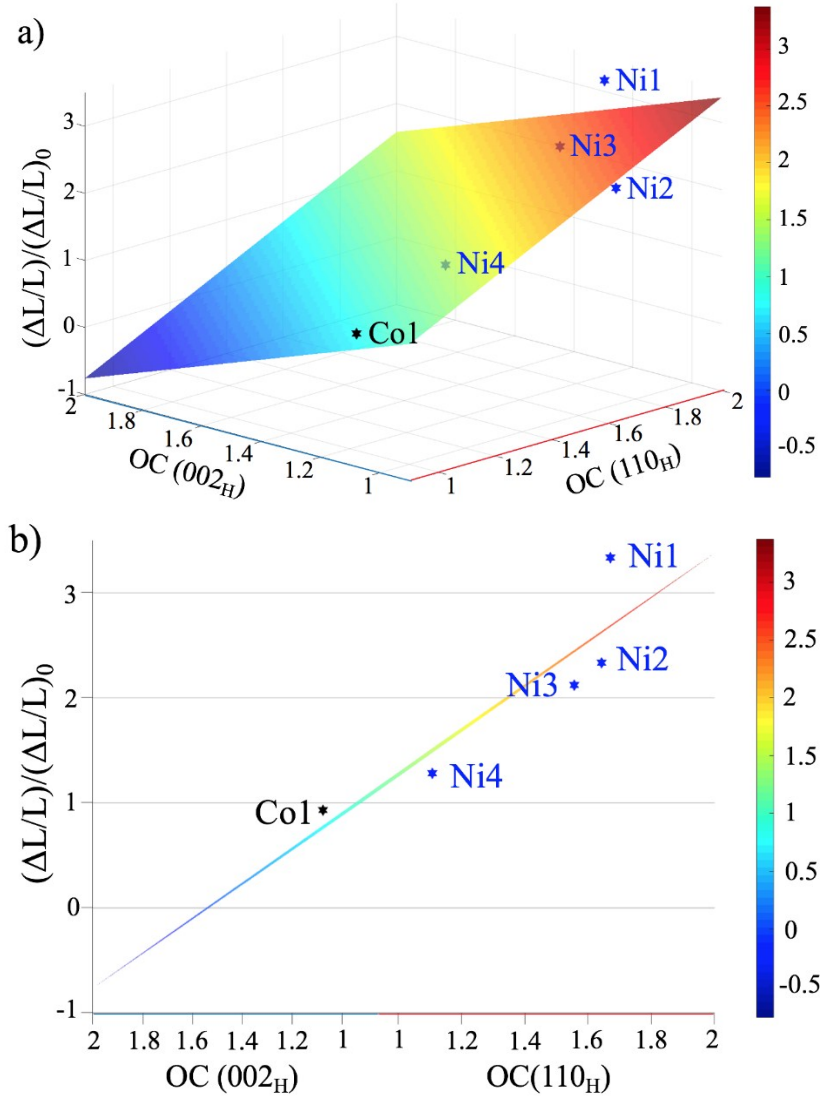 a)
3
2
1
0
-1
(ΔL/L)/(ΔL/L)₀
2
1.8
1.6
1.4
1.2
1
OC (002_H)
1
1.2
1.4
1.6
1.8
2
OC (110_H)
Ni1
Ni3
Ni2
Ni4
Co1
3
2.5
2
1.5
1
0.5
0
-0.5
b)
3
2
1
0
-1
(ΔL/L)/(ΔL/L)₀
Ni1
Ni2
Ni3
Ni4
Co1
2 1.8 1.6 1.4 1.2 1 1 1.2 1.4 1.6 1.8 2
OC (002_H) OC(110_H)
3
2.5
2
1.5
1
0.5
0
-0.5